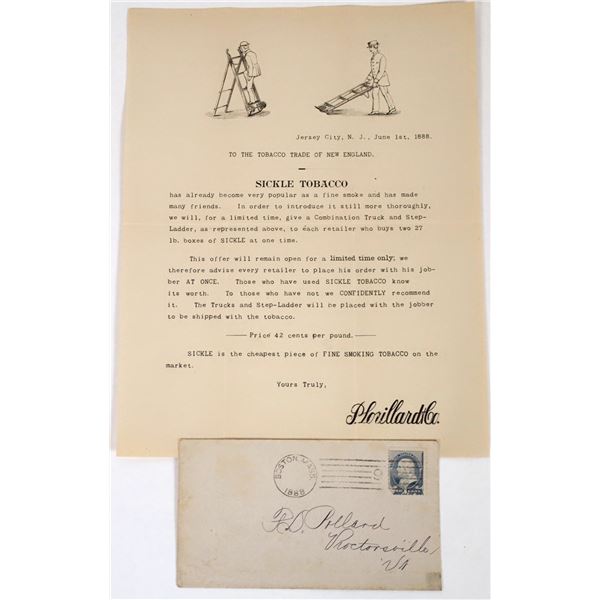 Jersey City, N. J., June 1st, 1888.
TO THE TOBACCO TRADE OF NEW ENGLAND.
SICKLE TOBACCO
has already become very popular as a fine smoke and has made
many friends. In order to introduce it still more thoroughly,
we will, for a limited time, give a Combination Truck and Step-
Ladder, as represented above, to each retailer who buys two 27
lb. boxes of SICKLE at one time.
This offer will remain open for a limited time only; we
therefore advise every retailer to place his order with his job-
ber AT ONCE. Those who have used SICKLE TOBACCO know
its worth. To those who have not we CONFIDENTLY recommend
it. The Trucks and Step-Ladder will be placed with the jobber
to be shipped with the tobacco.
Price 42 cents per pound.
SICKLE is the cheapest piece of FINE SMOKING TOBACCO on the
market.
Yours Truly,
P Lorillard & Co.
BOSTON, MASS.
1888
F. D. Pollard
Proctorsville,
Vt